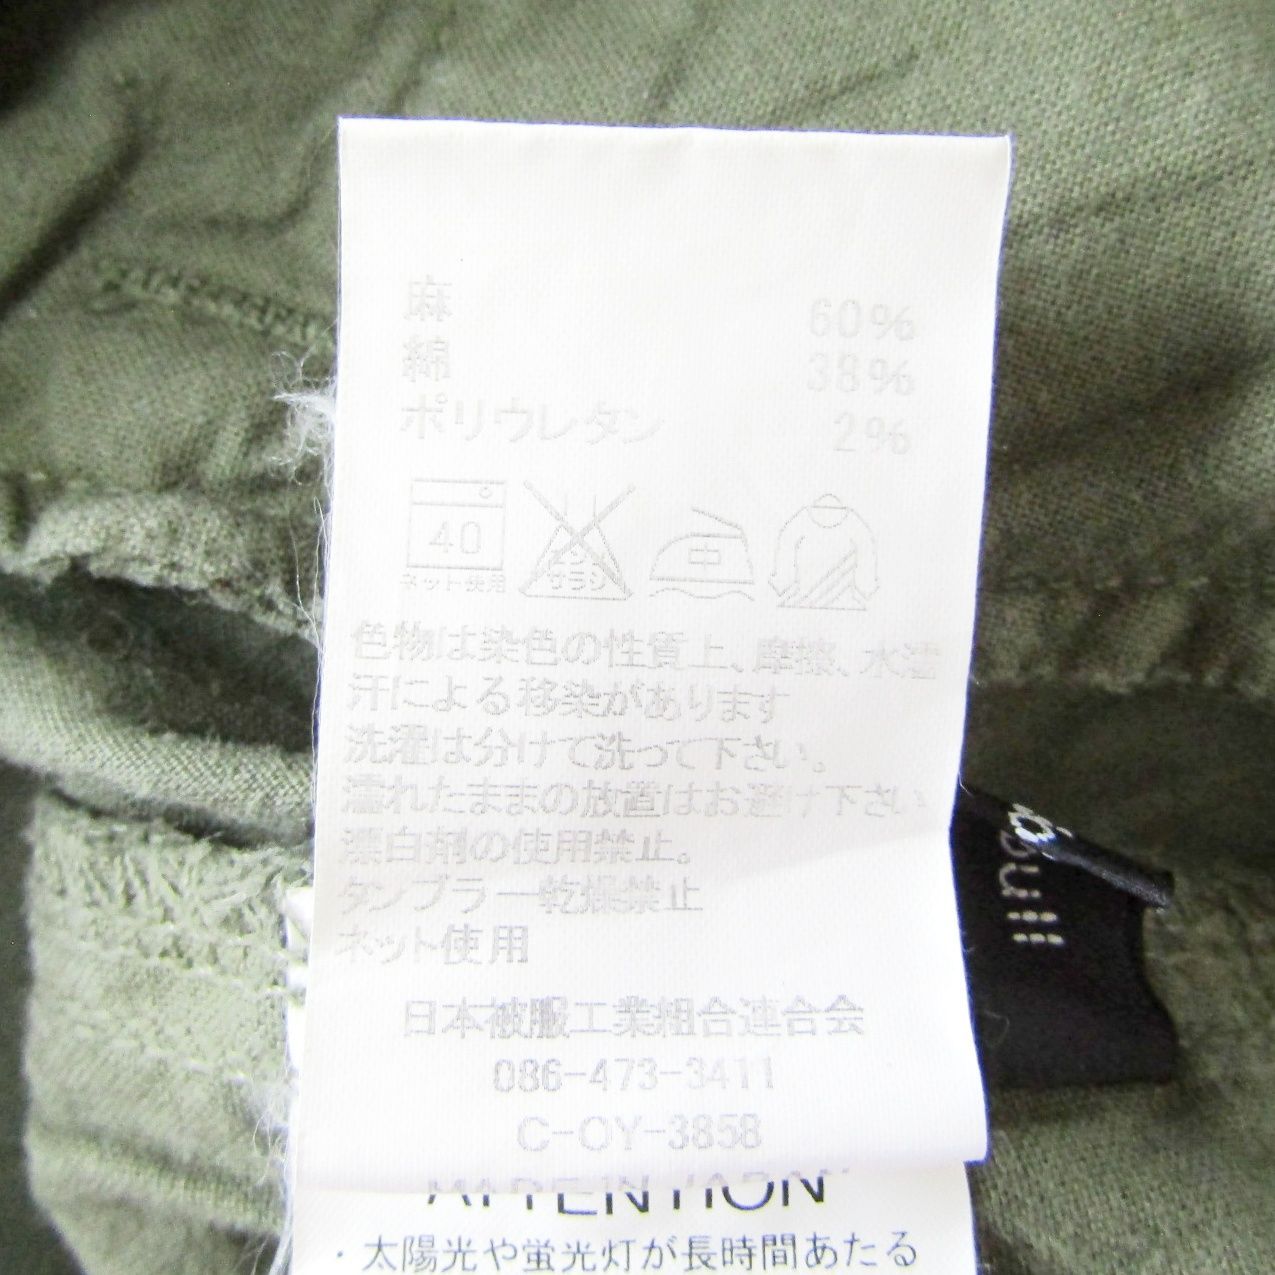 麻 60%
綿 38%
ポリウレタン 2%
40 エンソ サラシ 中
ネット使用
色物は染色の性質上、摩擦、水濡
汗による移染があります
洗濯は分けて洗って下さい。
濡れたままの放置はお避け下さい
漂白剤の使用禁止。
タンブラー乾燥禁止
ネット使用
日本被服工業組合連合会
086-473-3411
C-OY-3858
MADE IN JAPAN
ATTENTION
・太陽光や蛍光灯が長時間あたる